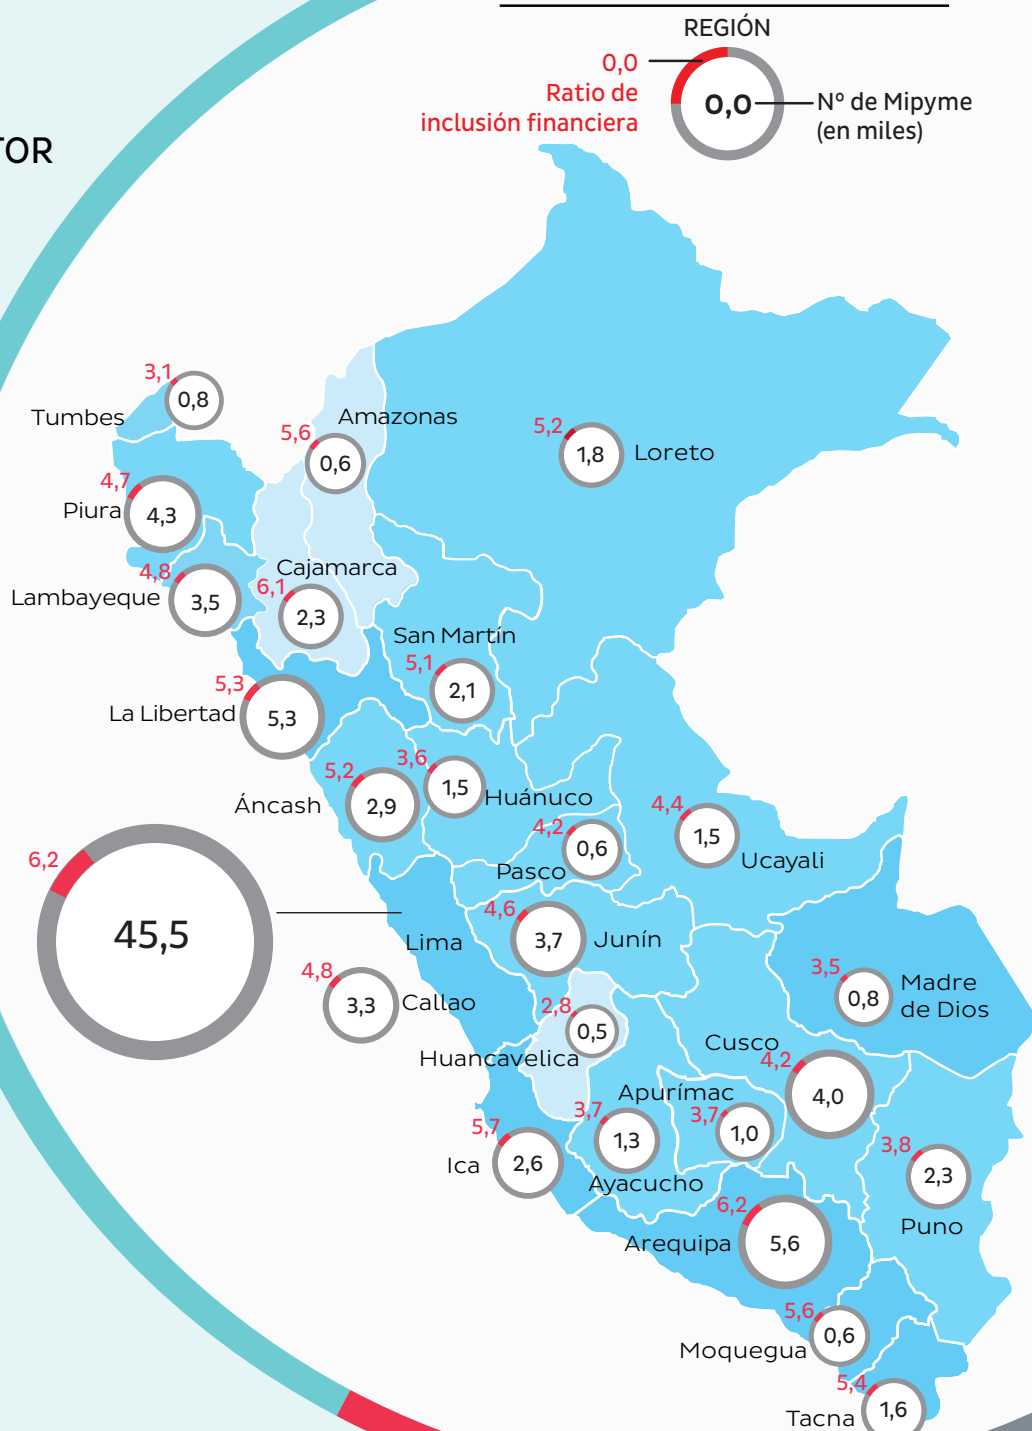 REGIÓN
0,0
Ratio de
inclusión financiera
0,0
Nº de Mipyme
(en miles)
TOR
3,1
0,8
Tumbes
Amazonas
5,6
0,6
5,2
1,8
Loreto
4,7
Piura
4,3
4,8
Lambayeque
3,5
Cajamarca
6,1
2,3
San Martín
5,1
2,1
5,3
La Libertad
5,3
5,2
Áncash
2,9
3,6
1,5
Huánuco
4,2
0,6
Pasco
4,4
1,5
Ucayali
6,2
45,5
Lima
4,6
3,7
Junín
4,8
3,3
Callao
3,5
0,8
Madre
de Dios
2,8
0,5
Huancavelica
Cusco
4,2
4,0
Apurímac
3,7
1,0
3,7
1,3
Ayacucho
5,7
Ica
2,6
3,8
2,3
Puno
6,2
Arequipa
5,6
5,6
0,6
Moquegua
5,4
1,6
Tacna